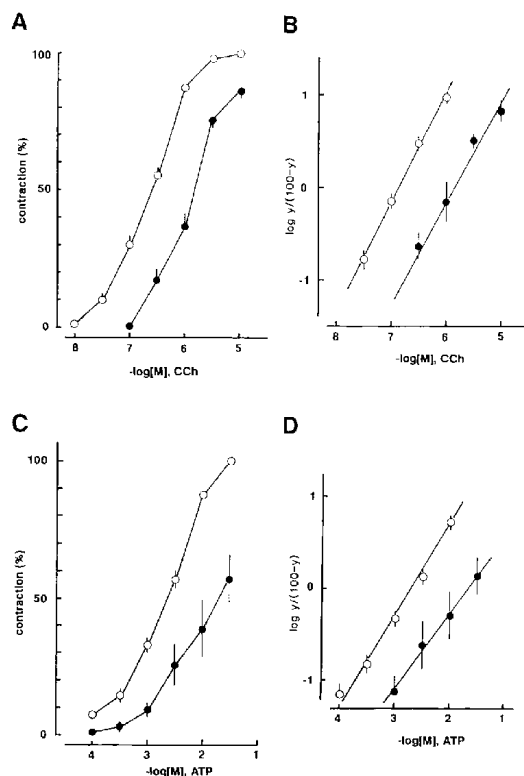 A
100
50
0
contraction (%)
8 7 6 5
-log[M], CCh
B
1
0
-1
log y/(100-y)
8 7 6 5
-log[M], CCh
C
100
50
0
contraction (%)
4 3 2 1
-log[M], ATP
D
1
0
-1
log y/(100-y)
4 3 2 1
-log[M], ATP